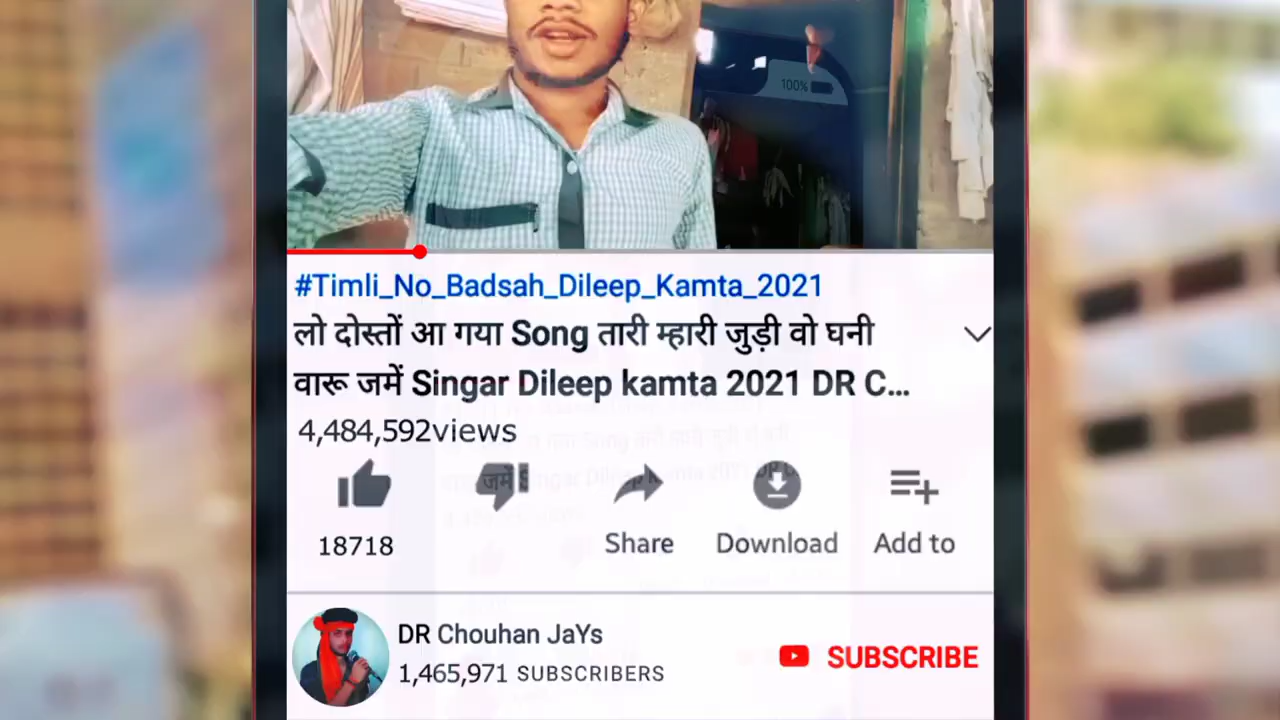 100%
#Timli_No_Badsah_Dileep_Kamta_2021
लो दोस्तों आ गया Song तारी म्हारी जुड़ी वो घनी
वारू जमें Singar Dileep kamta 2021 DR C...
4,484,592views
18718
Share
Download
Add to
DR Chouhan JaYs
1,465,971 SUBSCRIBERS
SUBSCRIBE